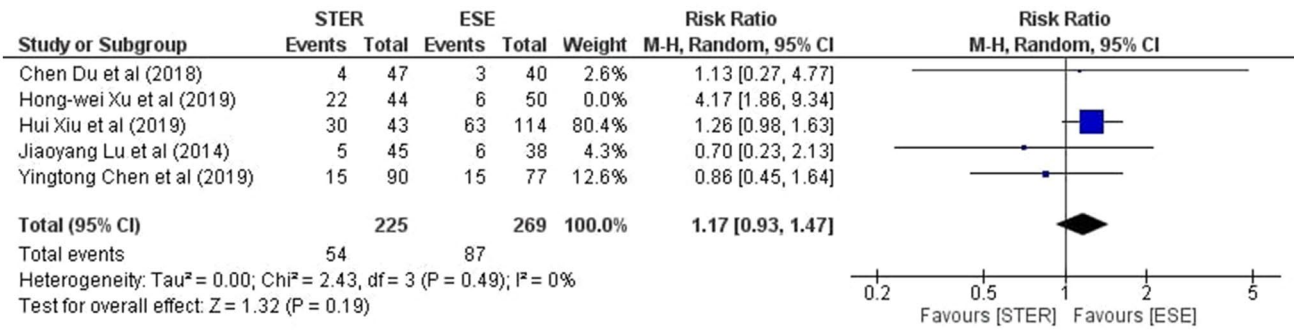 STER ESE Risk Ratio Risk Ratio
Study or Subgroup Events Total Events Total Weight M-H, Random, 95% CI M-H, Random, 95% CI
Chen Du et al (2018) 4 47 3 40 2.6% 1.13 [0.27, 4.77]
Hong-wei Xu et al (2019) 22 44 6 50 0.0% 4.17 [1.86, 9.34]
Hui Xiu et al (2019) 30 43 63 114 80.4% 1.26 [0.98, 1.63]
Jiaoyang Lu et al (2014) 5 45 6 38 4.3% 0.70 [0.23, 2.13]
Yingtong Chen et al (2019) 15 90 15 77 12.6% 0.86 [0.45, 1.64]
Total (95% CI) 225 269 100.0% 1.17 [0.93, 1.47]
Total events 54 87
Heterogeneity: Tau² = 0.00; Chi² = 2.43, df = 3 (P = 0.49); I² = 0%
Test for overall effect: Z = 1.32 (P = 0.19)
0.2 0.5 1 2 5
Favours [STER] Favours [ESE]